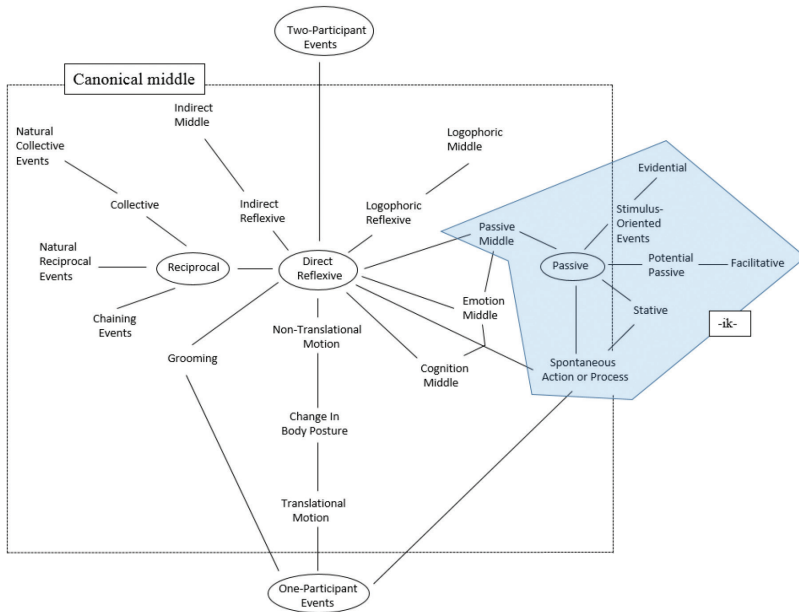 Two-Participant
Events
Canonical middle
Indirect
Middle
Natural
Collective
Events
Logophoric
Middle
Evidential
Collective
Indirect
Reflexive
Logophoric
Reflexive
Stimulus-
Oriented
Events
Passive
Middle
Natural
Reciprocal
Events
Reciprocal
Direct
Reflexive
Passive
Potential
Passive
Facilitative
Chaining
Events
Emotion
Middle
Stative
-ik-
Non-Translational
Motion
Grooming
Cognition
Middle
Spontaneous
Action or Process
Change In
Body Posture
Translational
Motion
One-Participant
Events